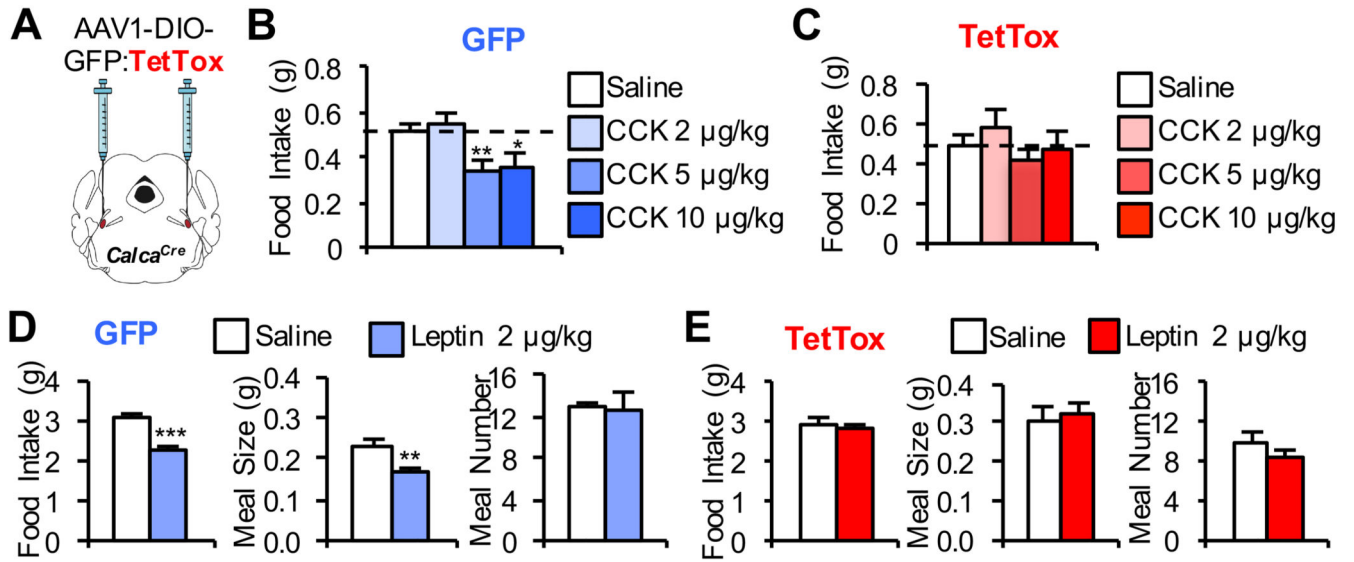 A
AAV1-DIO-
GFP:TetTox
Calca^Cre
B
GFP
Food Intake (g)
0.8
0.6
0.4
0.2
0
**
*
Saline
CCK 2 µg/kg
CCK 5 µg/kg
CCK 10 µg/kg
C
TetTox
Food Intake (g)
0.8
0.6
0.4
0.2
0
Saline
CCK 2 µg/kg
CCK 5 µg/kg
CCK 10 µg/kg
D
GFP
Saline
Leptin 2 µg/kg
Food Intake (g)
4
3
2
1
0
***
Meal Size (g)
0.4
0.3
0.2
0.1
0.0
**
Meal Number
16
12
8
4
0
E
TetTox
Saline
Leptin 2 µg/kg
Food Intake (g)
4
3
2
1
0
Meal Size (g)
0.4
0.3
0.2
0.1
0.0
Meal Number
16
12
8
4
0